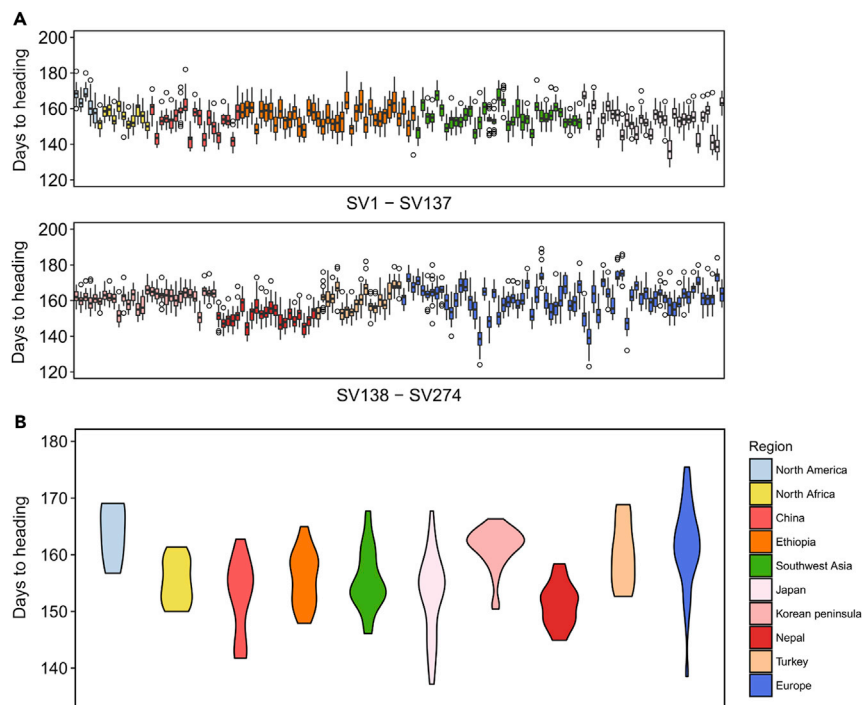 A
Days to heading
200
180
160
140
120
SV1 – SV137
Days to heading
200
180
160
140
120
SV138 – SV274
B
Days to heading
180
170
160
150
140
Region
North America
North Africa
China
Ethiopia
Southwest Asia
Japan
Korean peninsula
Nepal
Turkey
Europe